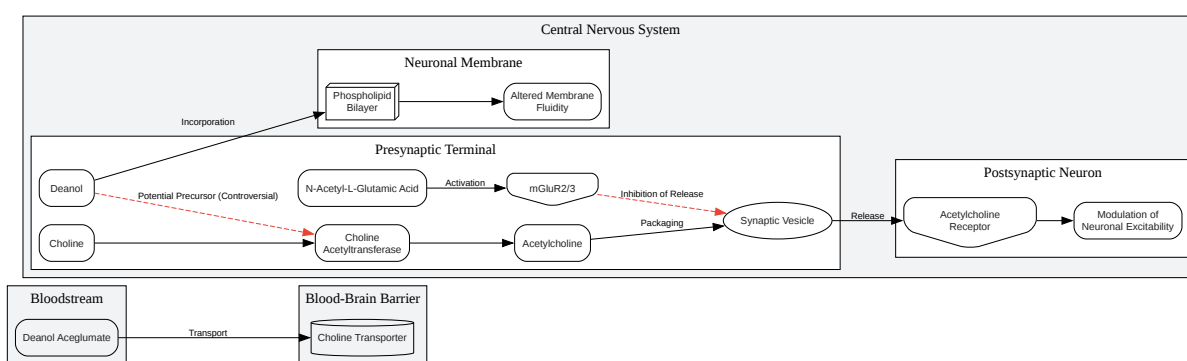 Central Nervous System
Neuronal Membrane
Phospholipid
Bilayer
Altered Membrane
Fluidity
Incorporation
Presynaptic Terminal
Deanol
Potential Precursor (Controversial)
N-Acetyl-L-Glutamic Acid
Activation
mGluR2/3
Inhibition of Release
Choline
Choline
Acetyltransferase
Acetylcholine
Packaging
Synaptic Vesicle
Release
Postsynaptic Neuron
Acetylcholine
Receptor
Modulation of
Neuronal Excitability
Bloodstream
Deanol Aceglumate
Transport
Blood-Brain Barrier
Choline Transporter